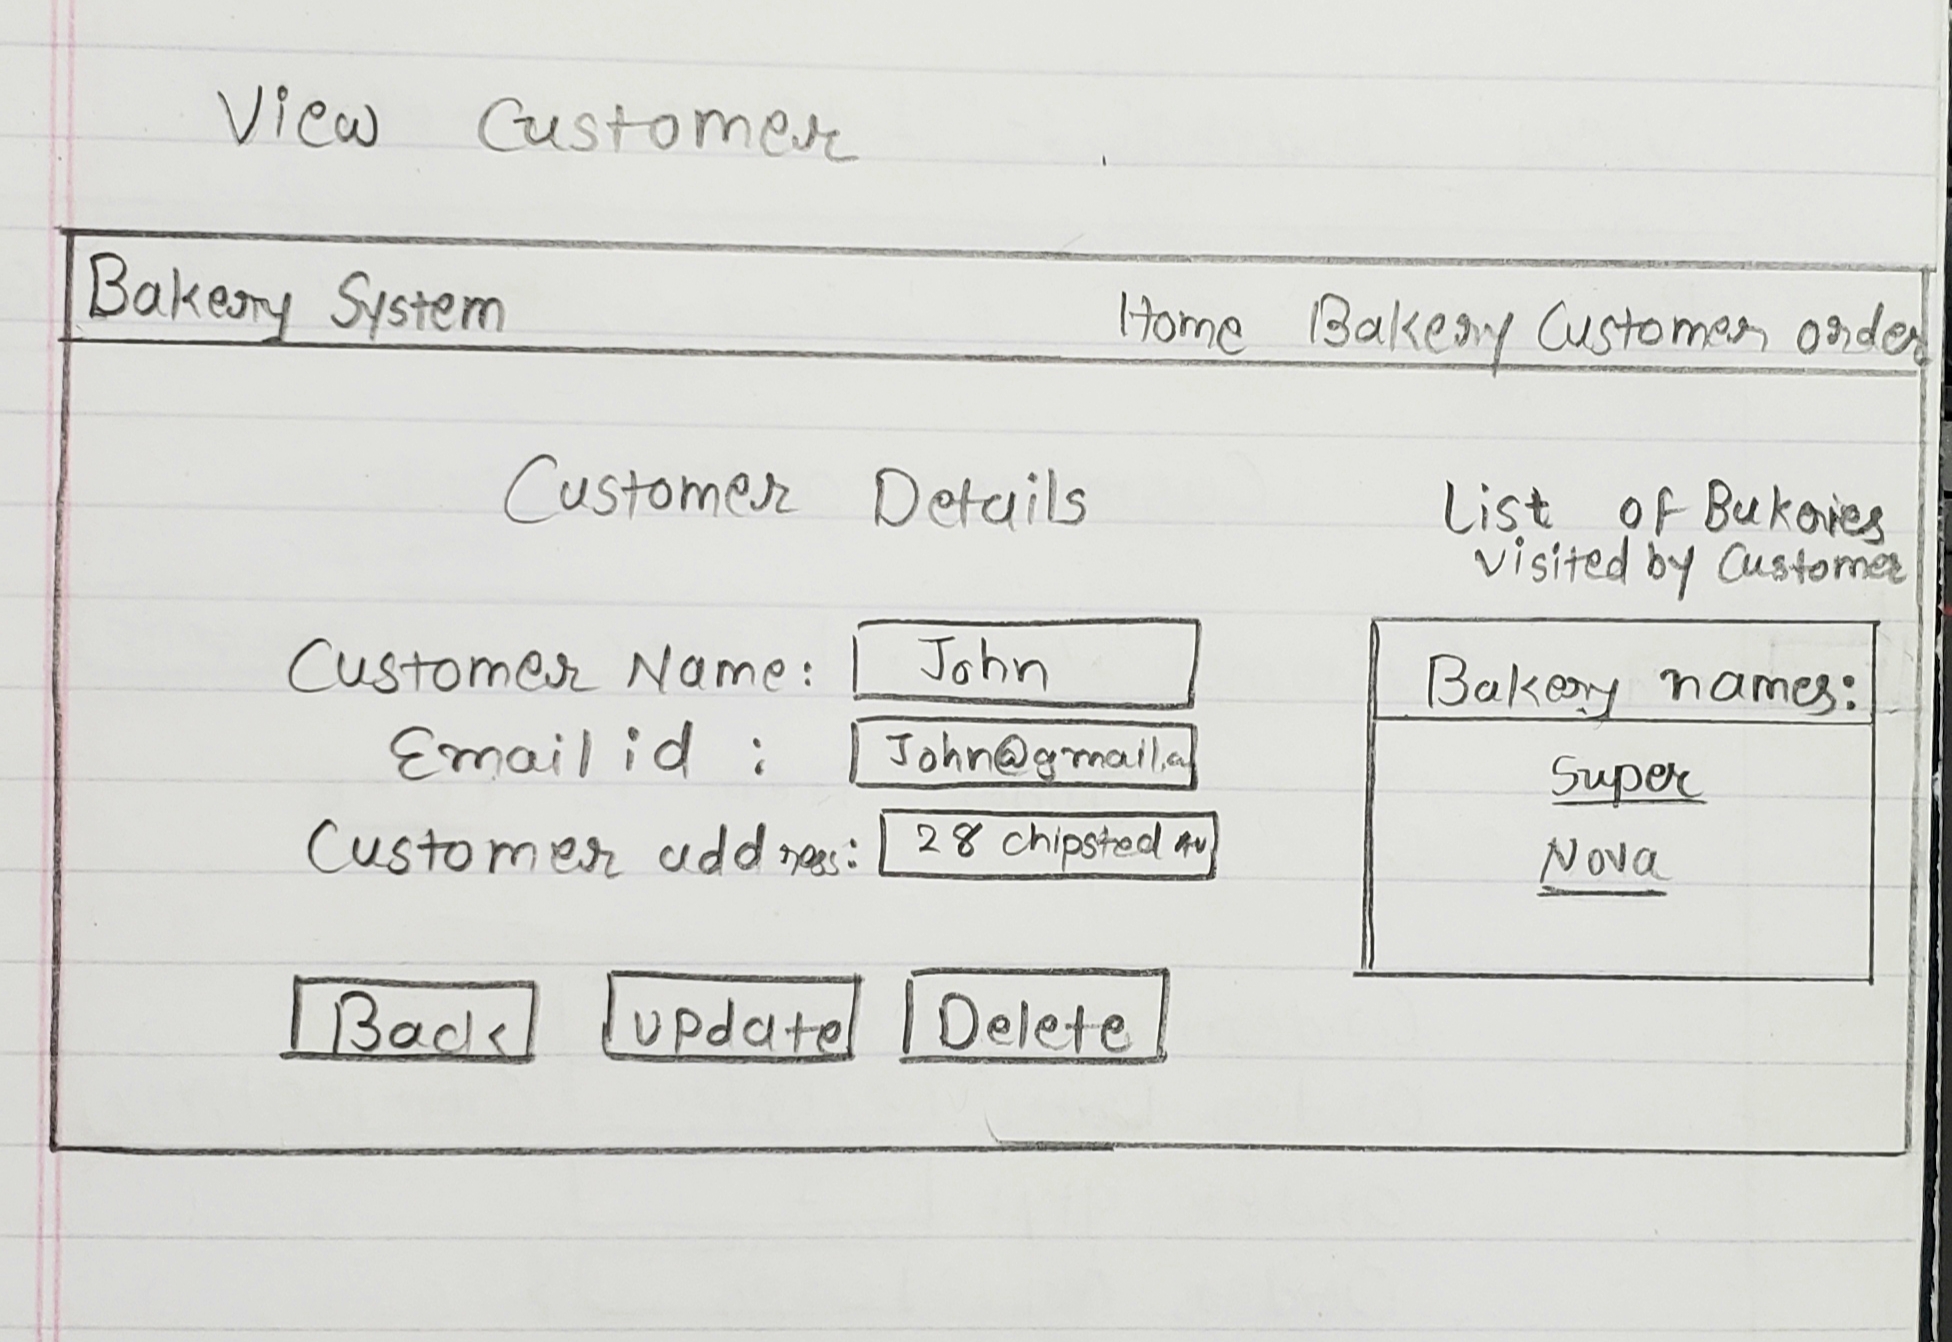 View Customer
Bakery System Home Bakery Customer order
Customer Details
List of Bakeries
visited by Customer
Customer Name: John
Email id : John@gmail.co
Customer address: 28 chipsted Av
Bakery names:
Super
Nova
Back update Delete